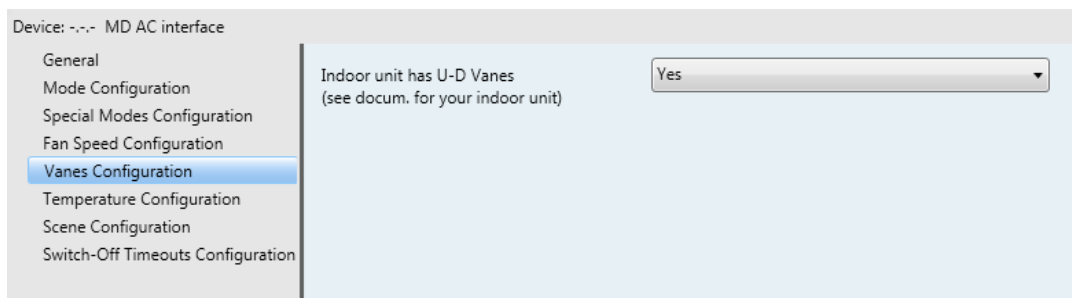 Device: -.-.- MD AC interface
General
Mode Configuration
Special Modes Configuration
Fan Speed Configuration
Vanes Configuration
Temperature Configuration
Scene Configuration
Switch-Off Timeouts Configuration
Indoor unit has U-D Vanes
(see docum. for your indoor unit)
Yes